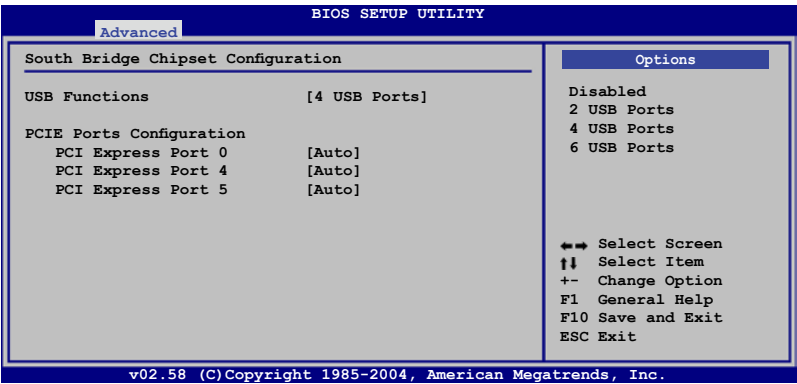 BIOS SETUP UTILITY
Advanced
South Bridge Chipset Configuration
USB Functions [4 USB Ports]
PCIE Ports Configuration
PCI Express Port 0 [Auto]
PCI Express Port 4 [Auto]
PCI Express Port 5 [Auto]
Options
Disabled
2 USB Ports
4 USB Ports
6 USB Ports
←→ Select Screen
↑↓ Select Item
+- Change Option
F1 General Help
F10 Save and Exit
ESC Exit
v02.58 (C)Copyright 1985-2004, American Megatrends, Inc.